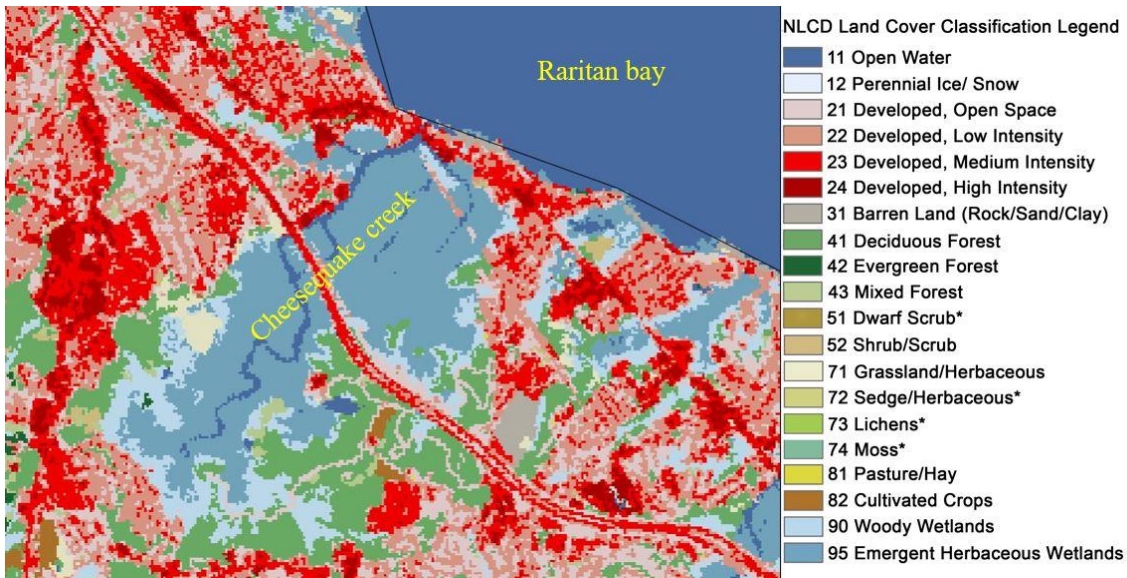 Raritan bay
Cheesequake creek
NLCD Land Cover Classification Legend
11 Open Water
12 Perennial Ice/ Snow
21 Developed, Open Space
22 Developed, Low Intensity
23 Developed, Medium Intensity
24 Developed, High Intensity
31 Barren Land (Rock/Sand/Clay)
41 Deciduous Forest
42 Evergreen Forest
43 Mixed Forest
51 Dwarf Scrub*
52 Shrub/Scrub
71 Grassland/Herbaceous
72 Sedge/Herbaceous*
73 Lichens*
74 Moss*
81 Pasture/Hay
82 Cultivated Crops
90 Woody Wetlands
95 Emergent Herbaceous Wetlands